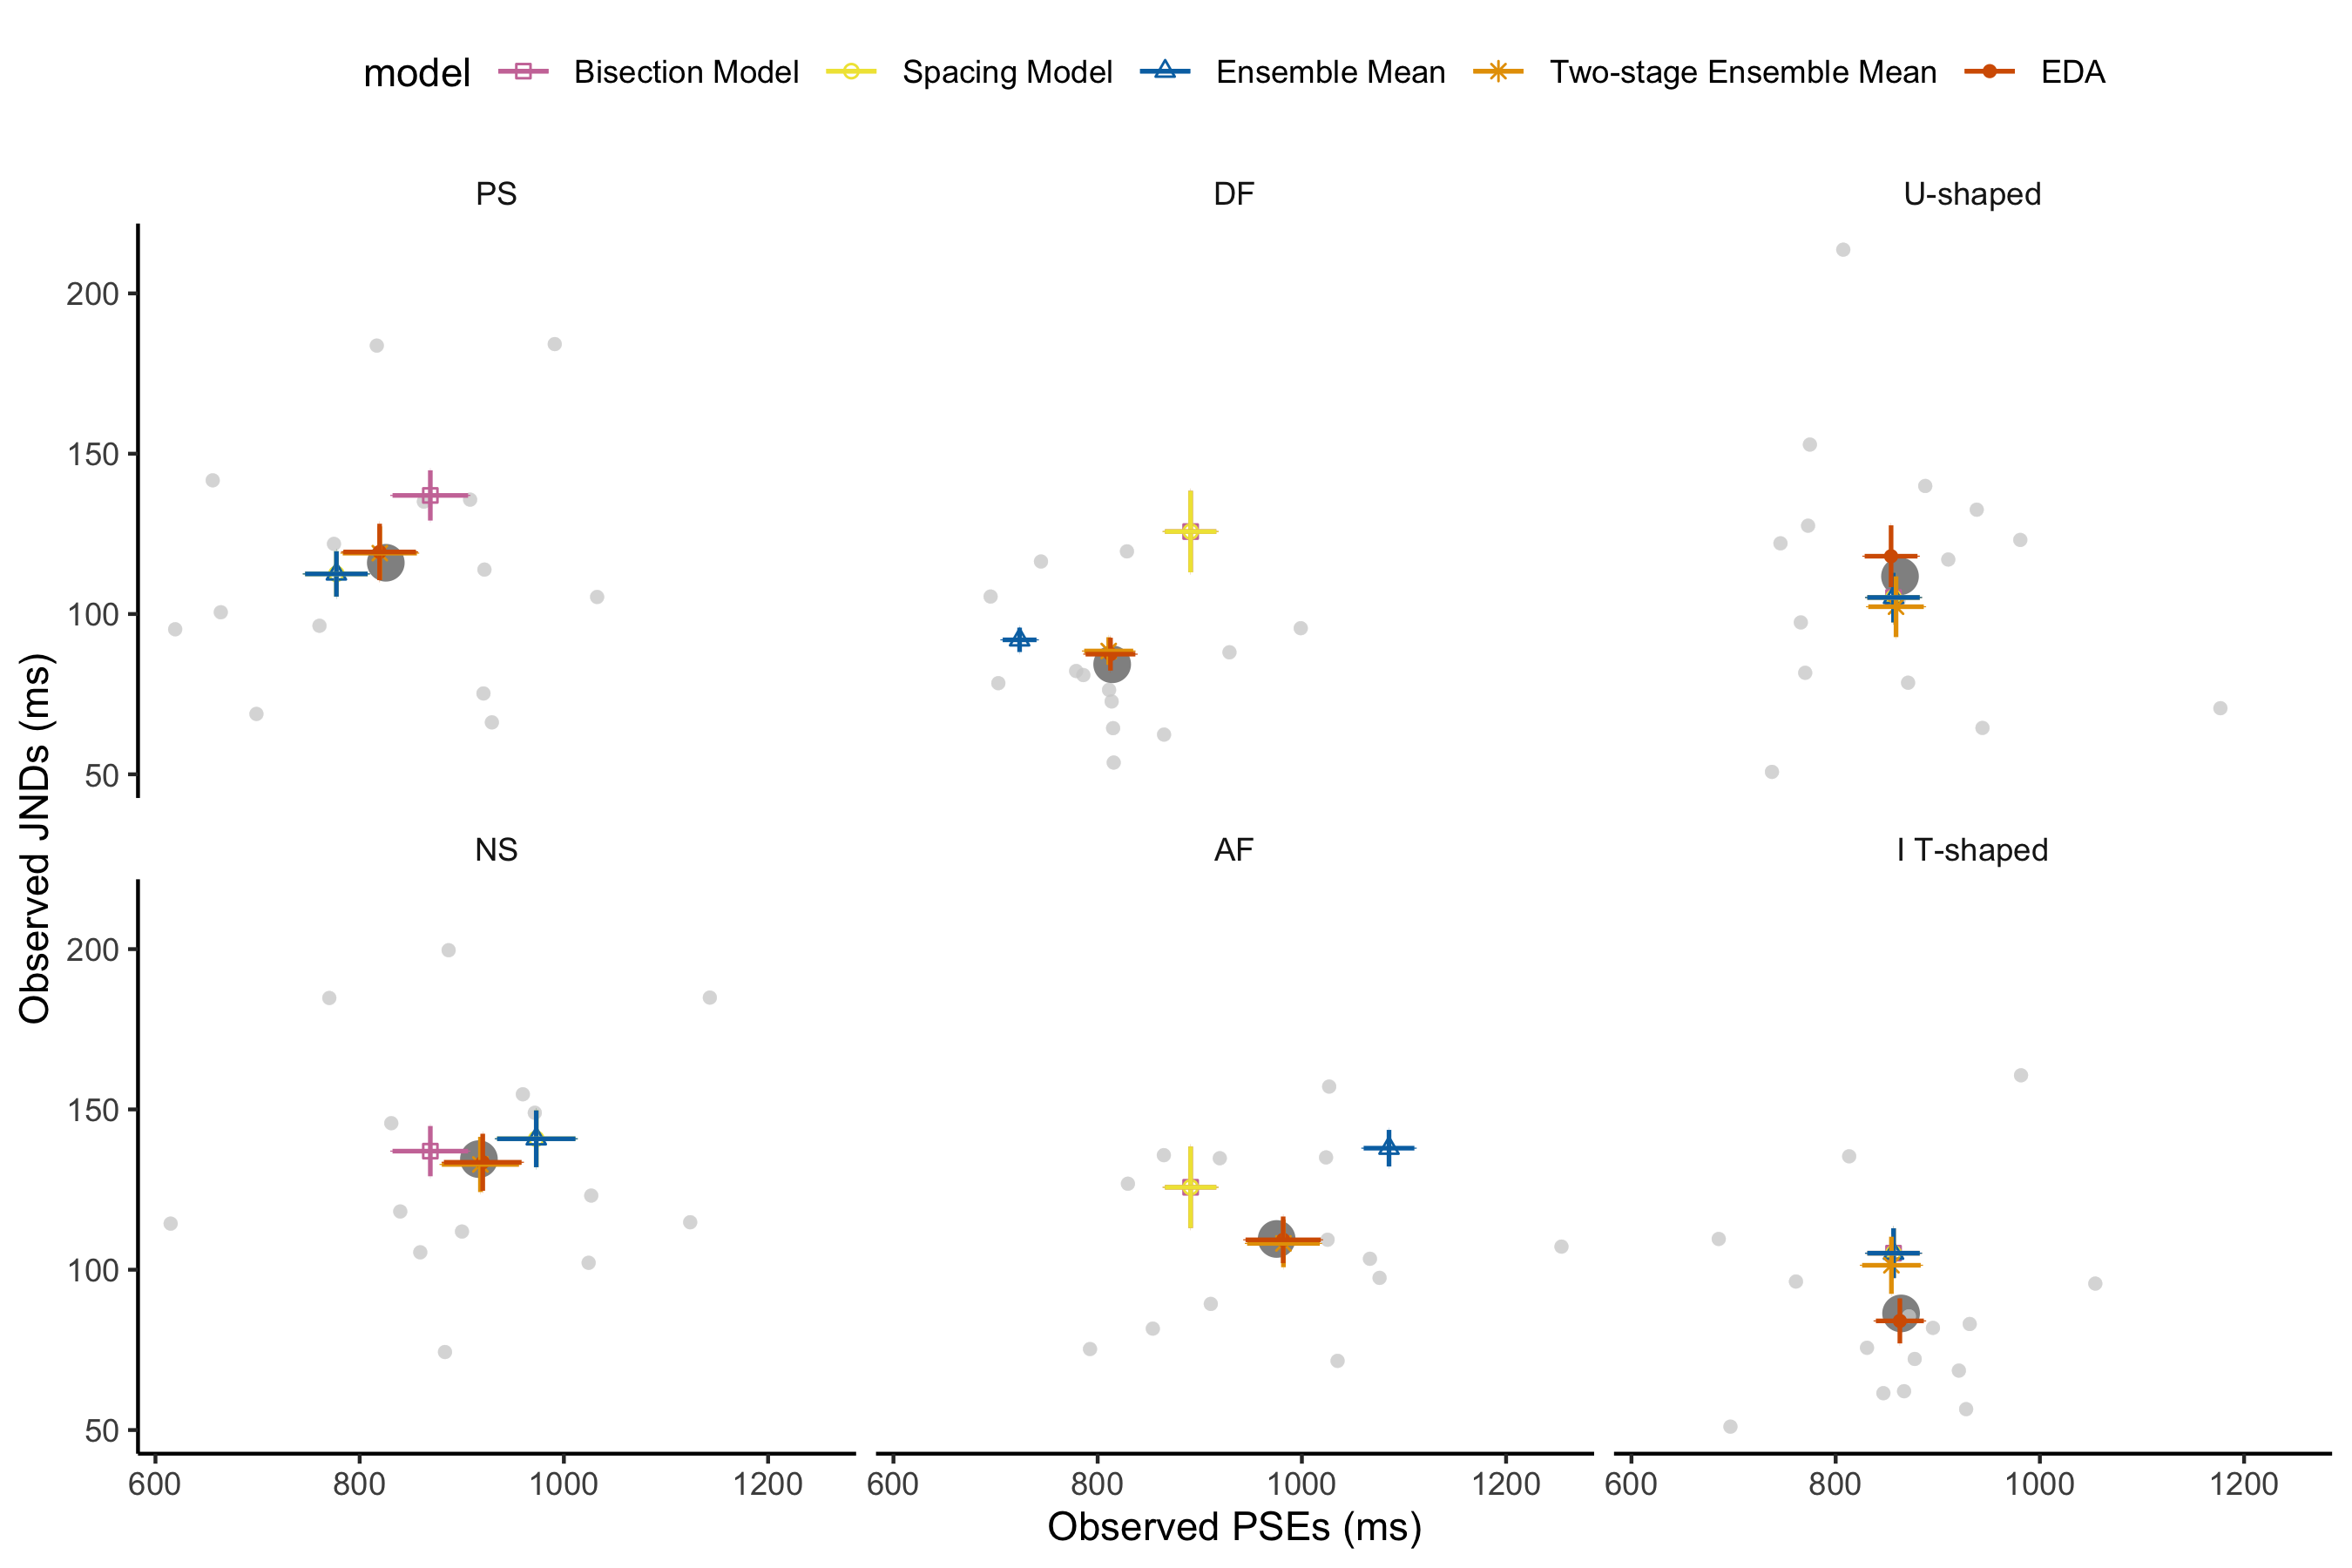 model Bisection Model Spacing Model Ensemble Mean Two-stage Ensemble Mean EDA
PS DF U-shaped
200
150
100
50
NS AF I T-shaped
200
150
100
50
600 800 1000 1200 600 800 1000 1200 600 800 1000 1200
Observed PSEs (ms)
Observed JNDs (ms)